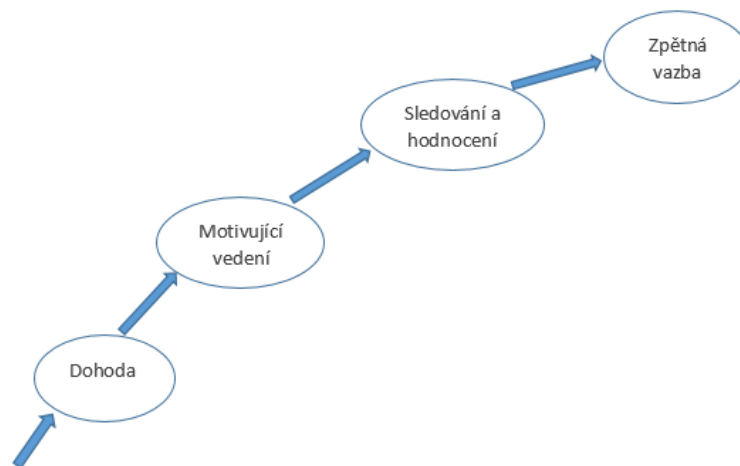 Zpětná
vazba
Sledování a
hodnocení
Motivující
vedení
Dohoda